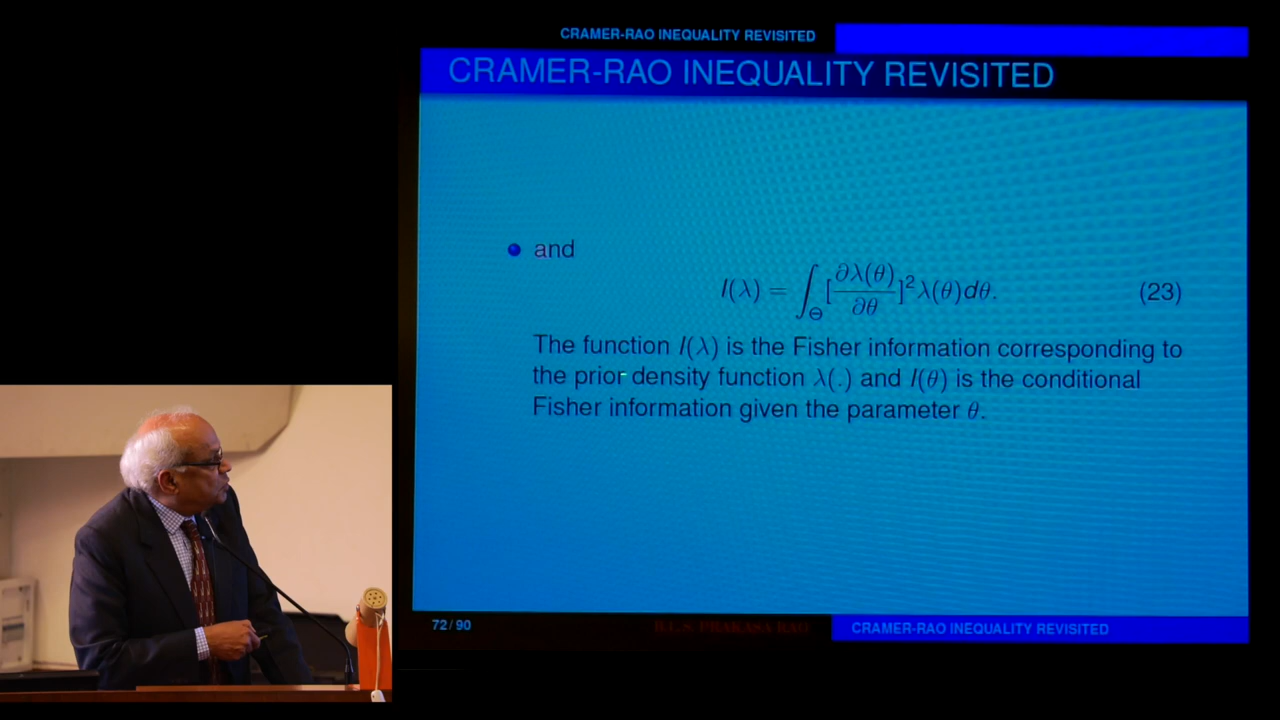 CRAMER-RAO INEQUALITY REVISITED
CRAMER-RAO INEQUALITY REVISITED
and
I(λ) = ∫_Θ [∂λ(θ)/∂θ]² λ(θ)dθ. (23)
The function I(λ) is the Fisher information corresponding to
the prior density function λ(.) and I(θ) is the conditional
Fisher information given the parameter θ.
72/90 B.L.S. PRAKASA RAO CRAMER-RAO INEQUALITY REVISITED